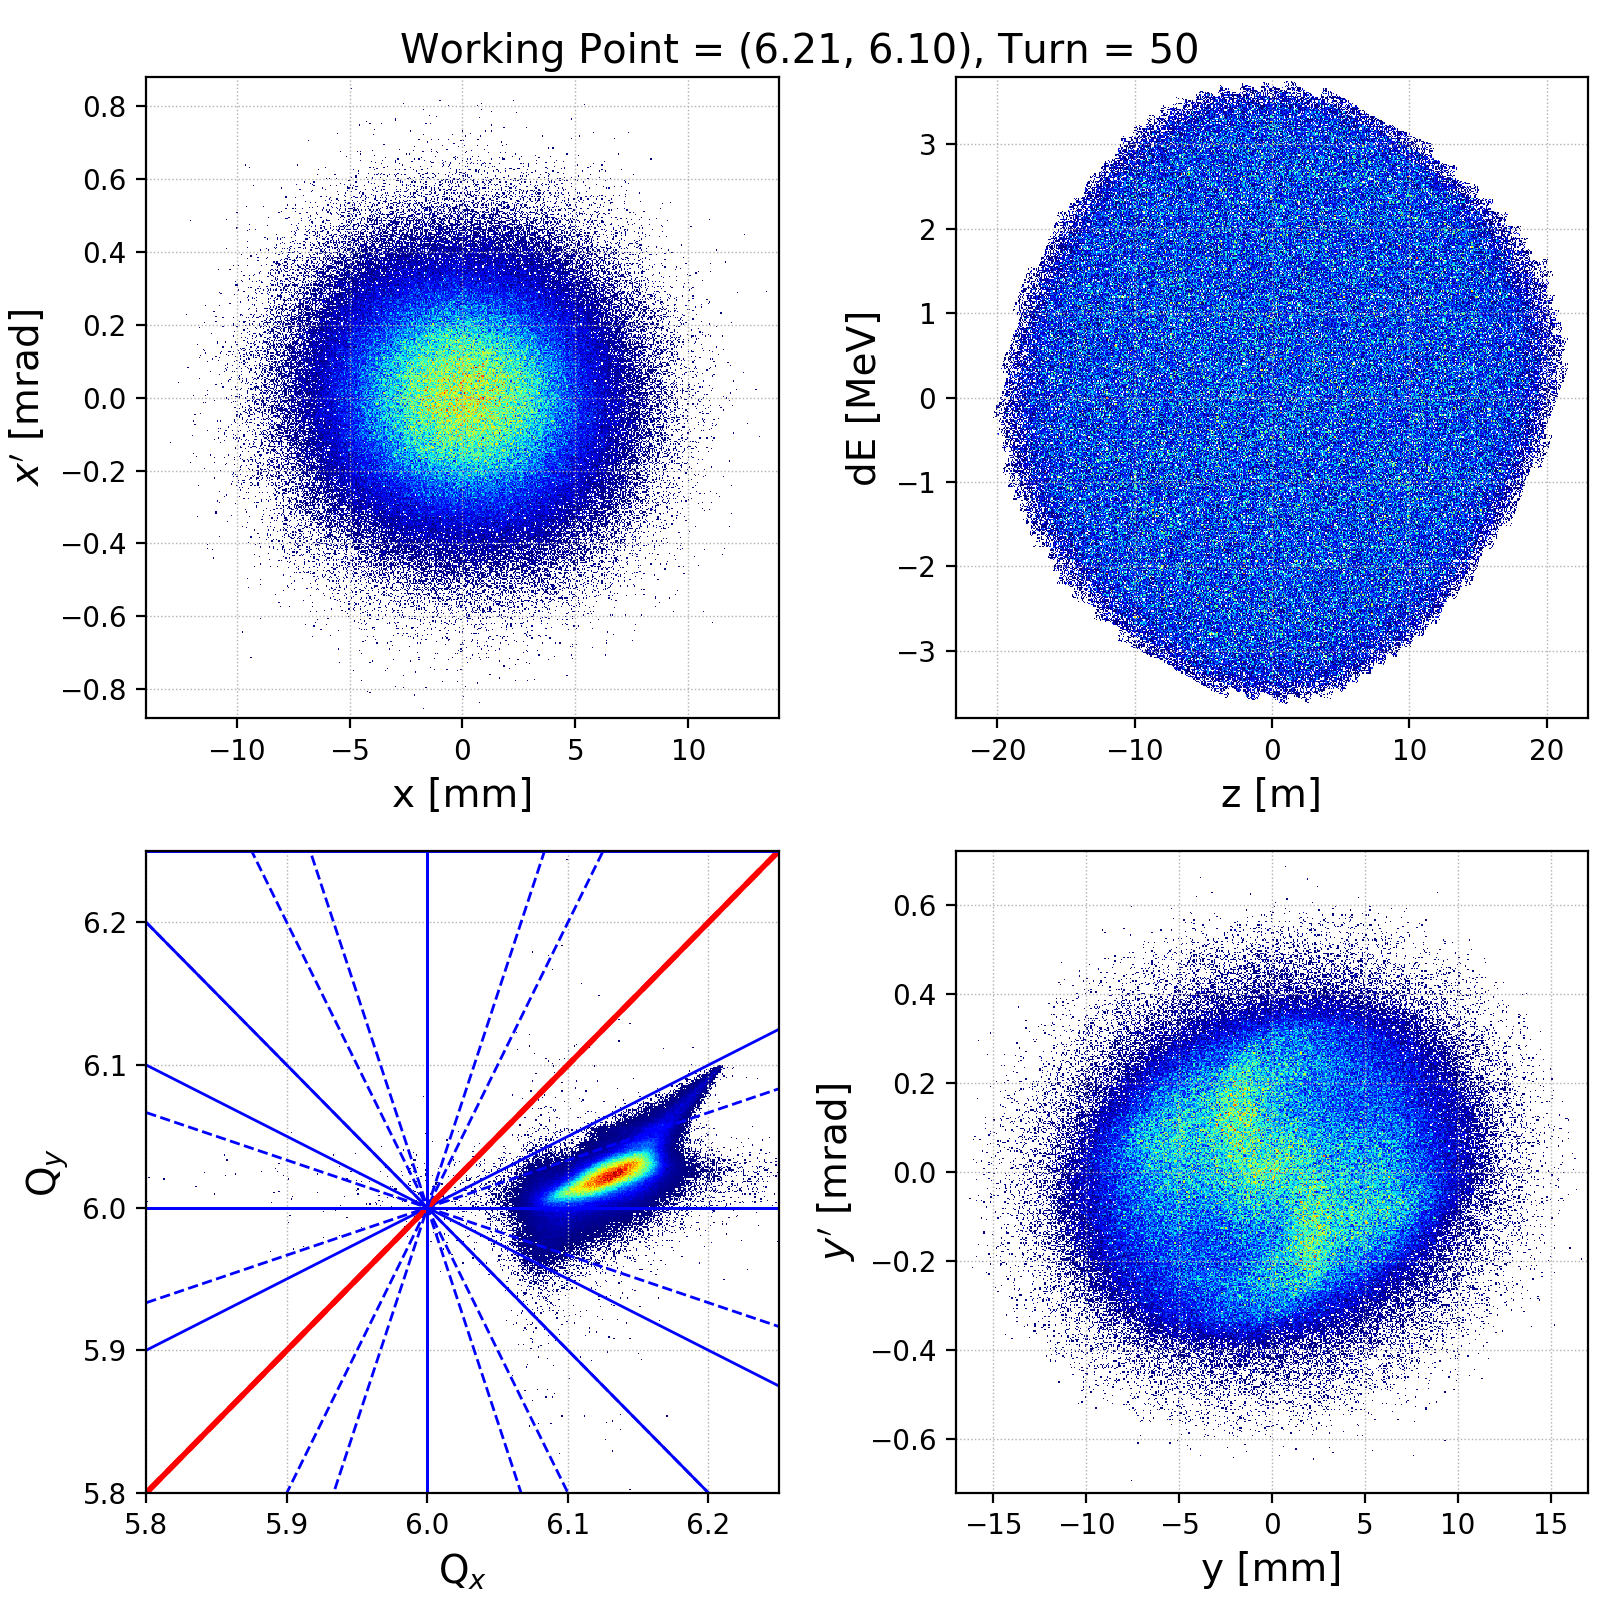 Working Point = (6.21, 6.10), Turn = 50
0.8
0.6
0.4
0.2
0.0
−0.2
−0.4
−0.6
−0.8
x′ [mrad]
−10 −5 0 5 10
x [mm]
3
2
1
0
−1
−2
−3
dE [MeV]
−20 −10 0 10 20
z [m]
6.2
6.1
6.0
5.9
5.8
Qy
5.8 5.9 6.0 6.1 6.2
Qx
0.6
0.4
0.2
0.0
−0.2
−0.4
−0.6
y′ [mrad]
−15 −10 −5 0 5 10 15
y [mm]